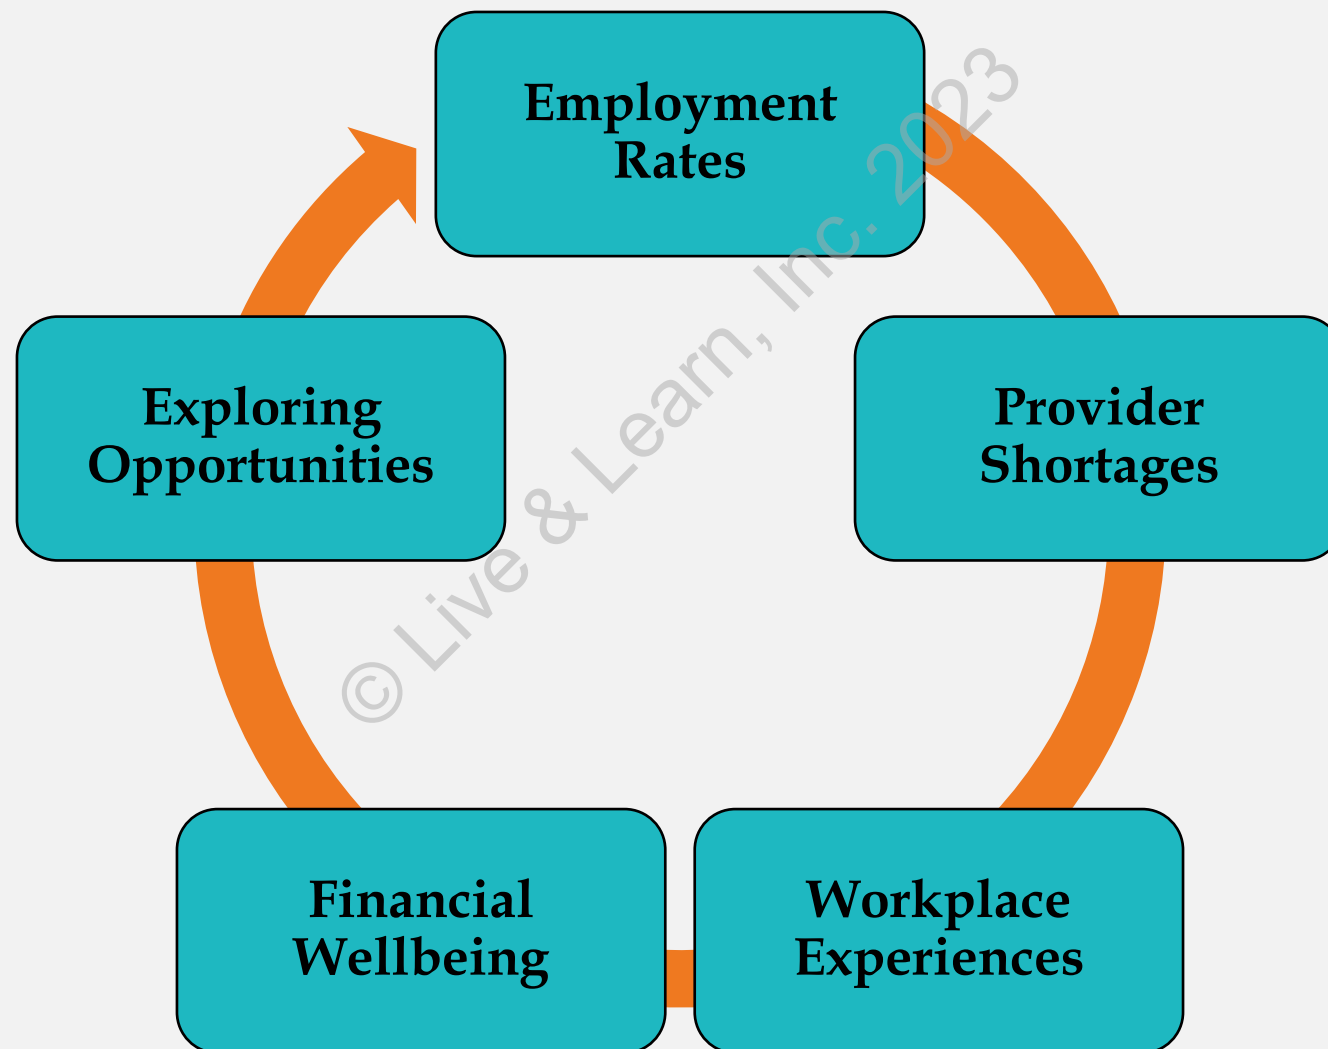 Employment
Rates
Provider
Shortages
Workplace
Experiences
Financial
Wellbeing
Exploring
Opportunities
© Live & Learn, Inc. 2023